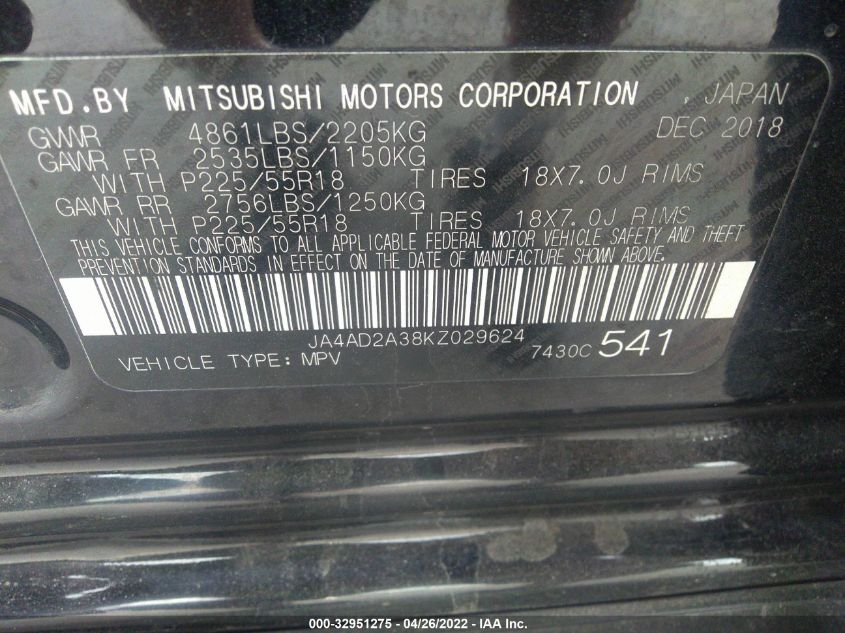 MFD.BY MITSUBISHI MOTORS CORPORATION , JAPAN
GVWR 4861LBS/2205KG DEC 2018
GAWR FR 2535LBS/1150KG
WITH P225/55R18 TIRES 18X7.0J RIMS
GAWR RR 2756LBS/1250KG
WITH P225/55R18 TIRES 18X7.0J RIMS
THIS VEHICLE CONFORMS TO ALL APPLICABLE FEDERAL MOTOR VEHICLE SAFETY AND THEFT
PREVENTION STANDARDS IN EFFECT ON THE DATE OF MANUFACTURE SHOWN ABOVE.
JA4AD2A38KZ029624
VEHICLE TYPE: MPV 7430C 541
000-32951275 - 04/26/2022 - IAA Inc.